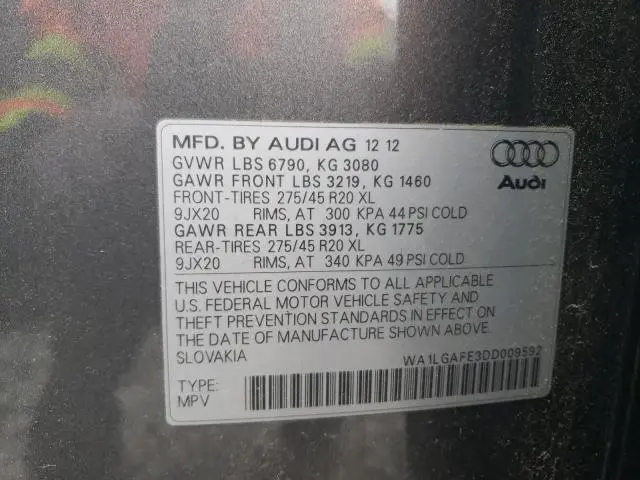 MFD. BY AUDI AG 12 12
GVWR LBS 6790, KG 3080
GAWR FRONT LBS 3219, KG 1460
FRONT-TIRES 275/45 R20 XL
9JX20 RIMS, AT 300 KPA 44 PSI COLD
GAWR REAR LBS 3913, KG 1775
REAR-TIRES 275/45 R20 XL
9JX20 RIMS, AT 340 KPA 49 PSI COLD
Audi
THIS VEHICLE CONFORMS TO ALL APPLICABLE
U.S. FEDERAL MOTOR VEHICLE SAFETY AND
THEFT PREVENTION STANDARDS IN EFFECT ON
THE DATE OF MANUFACTURE SHOWN ABOVE.
SLOVAKIA
WA1LGAFE3DD009592
TYPE:
MPV